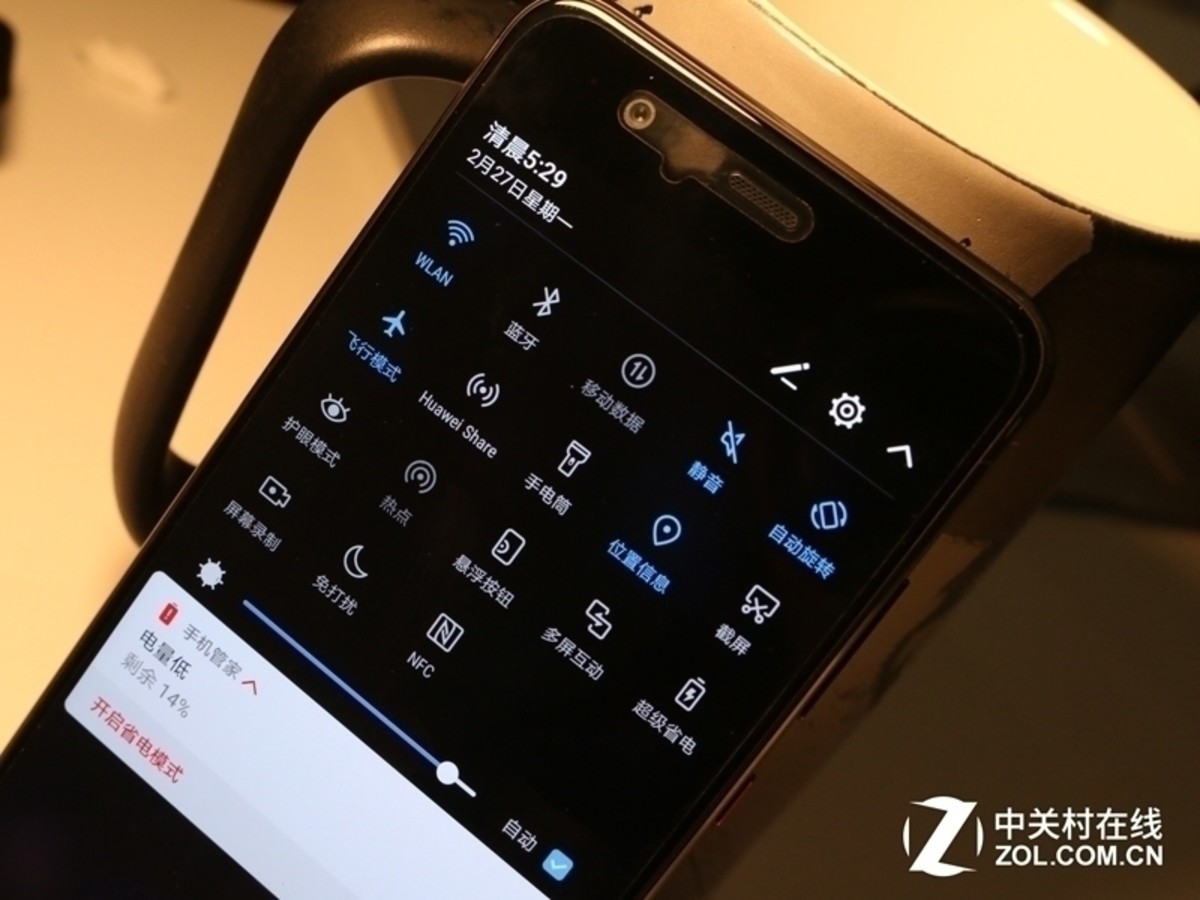 清晨5:29
2月27日星期一
WLAN
蓝牙
移动数据
静音
自动旋转
飞行模式
Huawei Share
手电筒
位置信息
截屏
护眼模式
热点
悬浮按钮
多屏互动
超级省电
屏幕录制
免打扰
NFC
自动
手机管家
电量低
剩余 14%
开启省电模式
中关村在线
ZOL.COM.CN